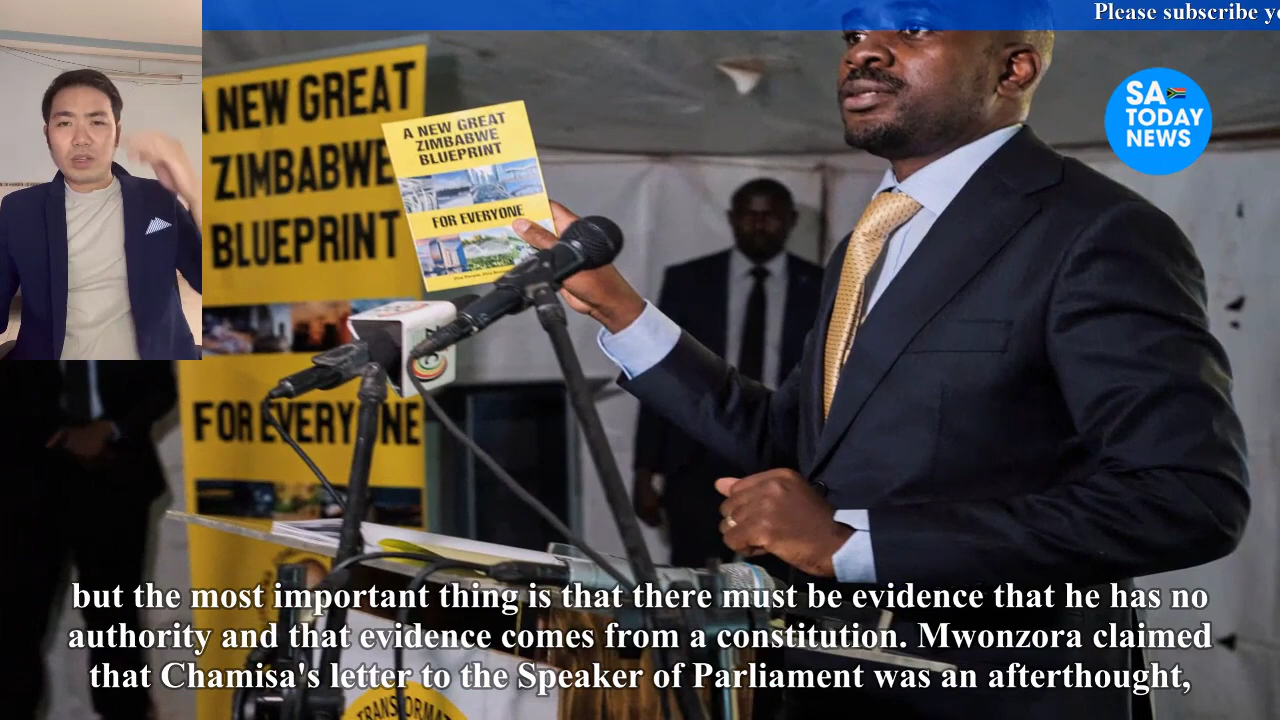 Please subscribe yo
SA
TODAY
NEWS
A NEW GREAT
ZIMBABWE
BLUEPRINT
FOR EVERYONE
A NEW GREAT
ZIMBABWE
BLUEPRINT
FOR EVERYONE
but the most important thing is that there must be evidence that he has no
authority and that evidence comes from a constitution. Mwonzora claimed
that Chamisa's letter to the Speaker of Parliament was an afterthought,